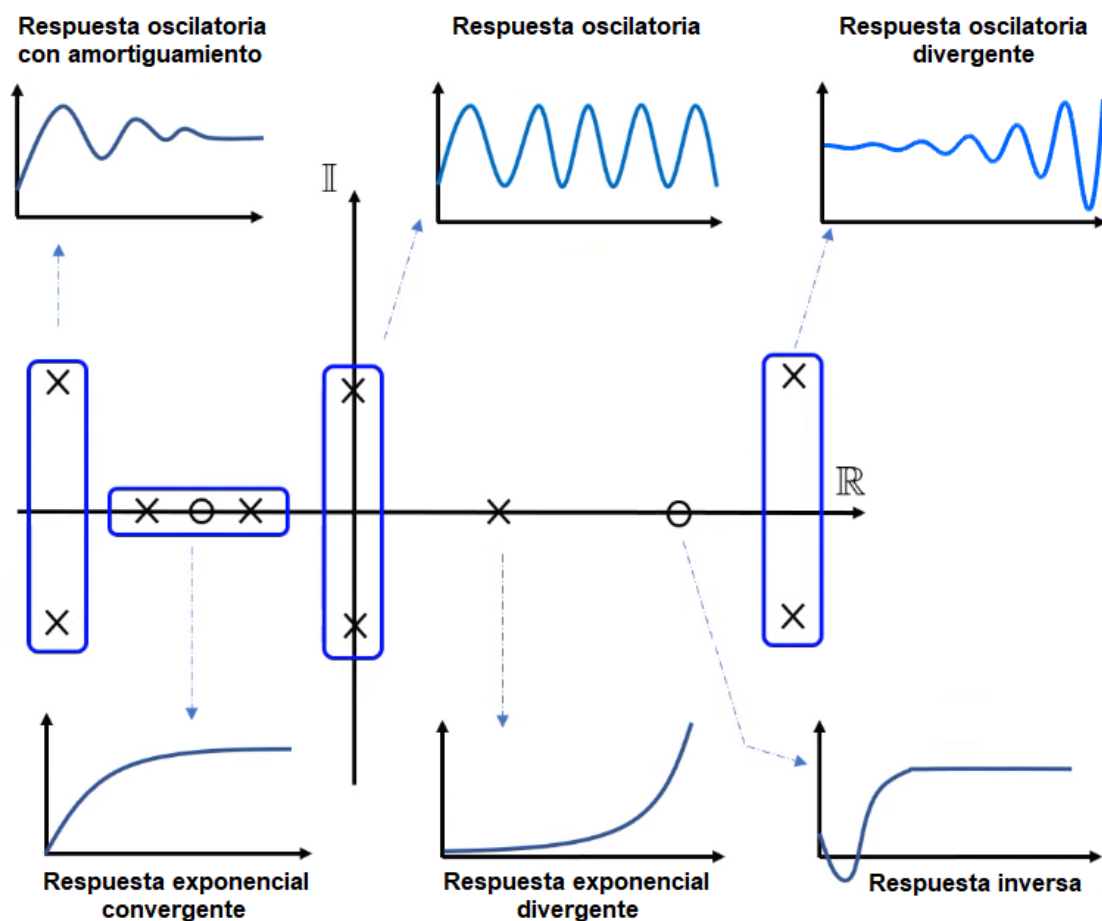 Respuesta oscilatoria
con amortiguamiento
Respuesta oscilatoria
Respuesta oscilatoria
divergente
𝕀
ℝ
Respuesta exponencial
convergente
Respuesta exponencial
divergente
Respuesta inversa